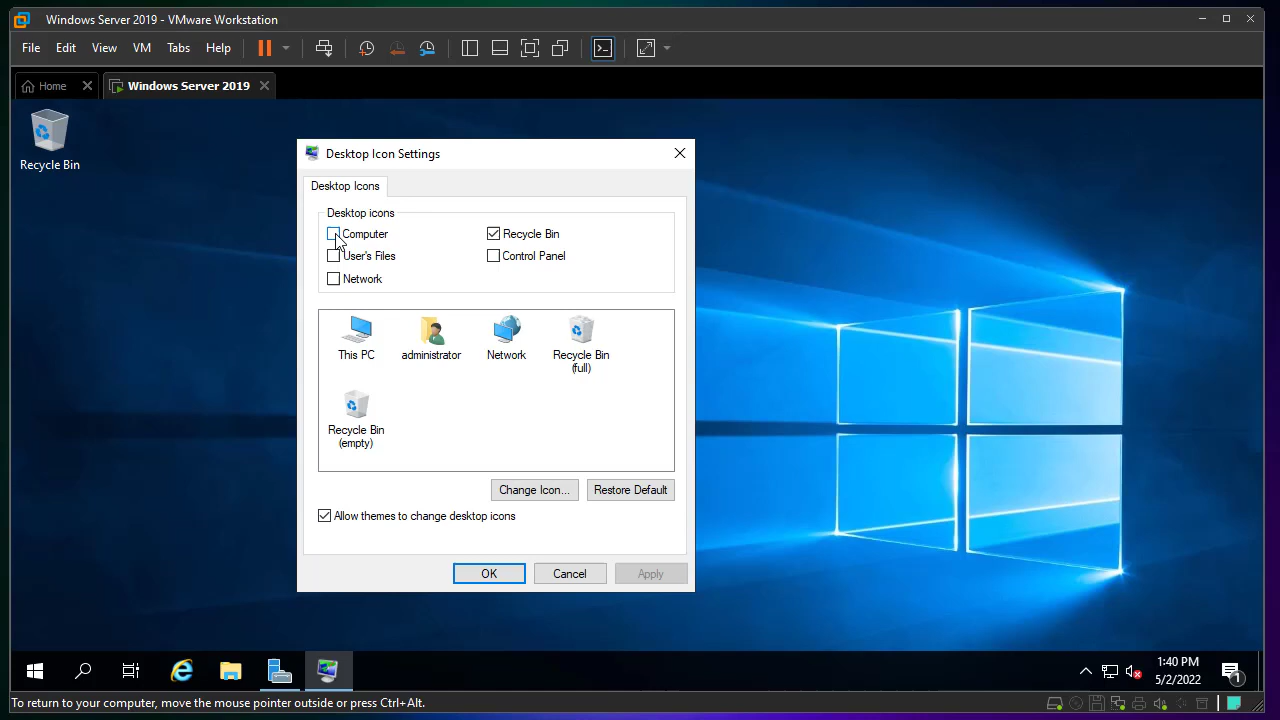 Windows Server 2019 - VMware Workstation
File Edit View VM Tabs Help
Home Windows Server 2019
Recycle Bin
Desktop Icon Settings
Desktop Icons
Desktop icons
Computer Recycle Bin
User's Files Control Panel
Network
This PC administrator Network Recycle Bin
(full)
Recycle Bin
(empty)
Change Icon... Restore Default
Allow themes to change desktop icons
OK Cancel Apply
1:40 PM
5/2/2022
1
To return to your computer, move the mouse pointer outside or press Ctrl+Alt.